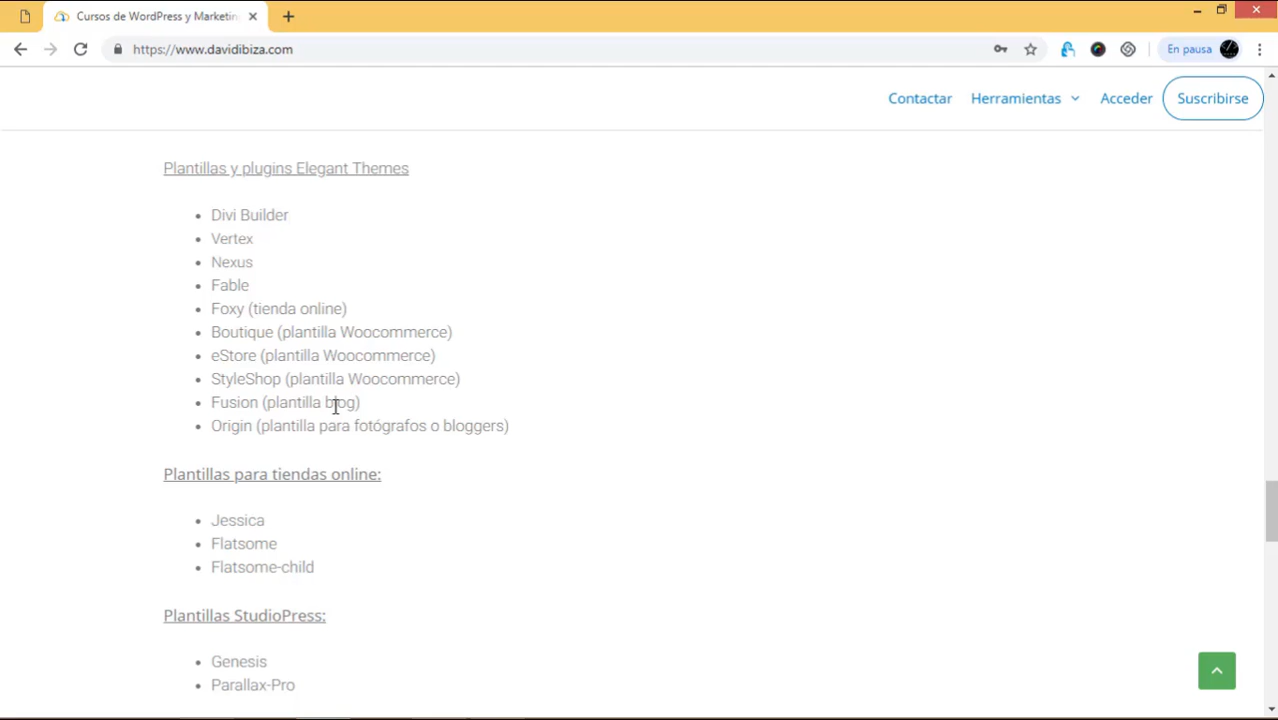 Cursos de WordPress y Marketin
https://www.davidibiza.com
En pausa
Contactar
Herramientas
Acceder
Suscribirse
Plantillas y plugins Elegant Themes
Divi Builder
Vertex
Nexus
Fable
Foxy (tienda online)
Boutique (plantilla Woocommerce)
eStore (plantilla Woocommerce)
StyleShop (plantilla Woocommerce)
Fusion (plantilla blog)
Origin (plantilla para fotógrafos o bloggers)
Plantillas para tiendas online:
Jessica
Flatsome
Flatsome-child
Plantillas StudioPress:
Genesis
Parallax-Pro